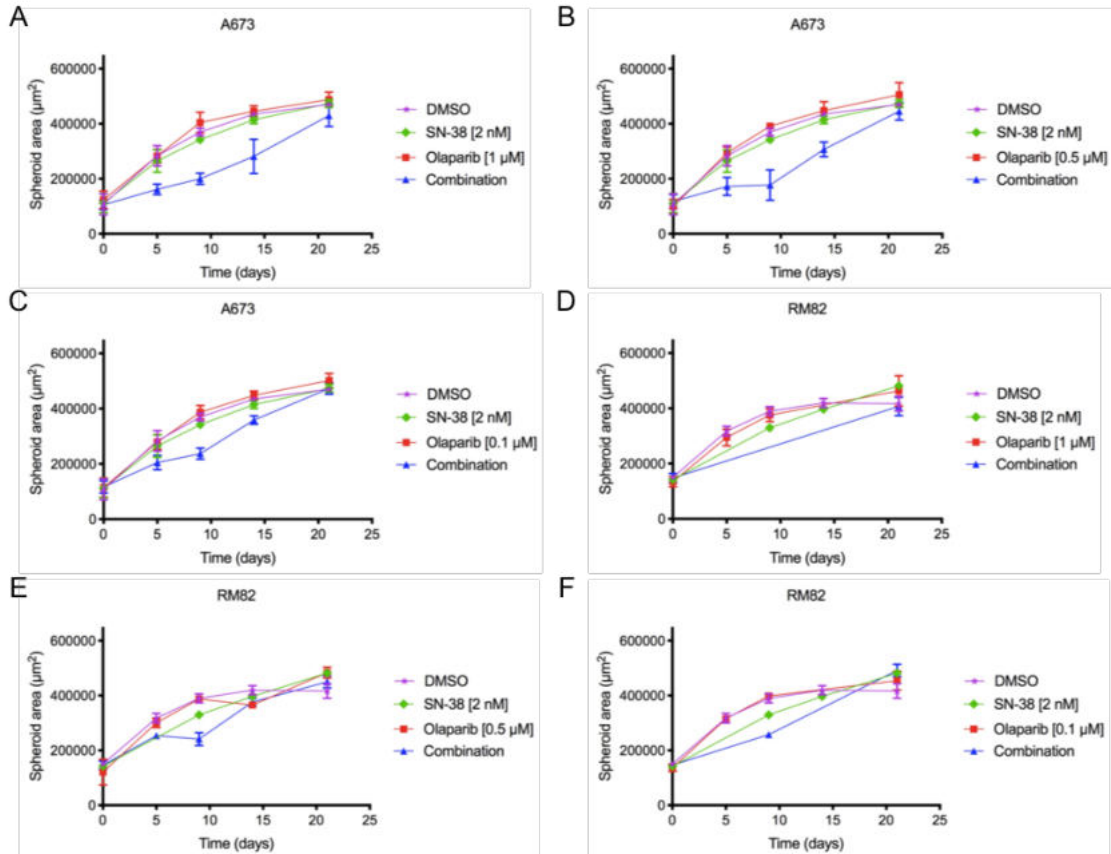 A
A673
Spheroid area (µm²)
600000
400000
200000
0
0 5 10 15 20 25
Time (days)
DMSO
SN-38 [2 nM]
Olaparib [1 µM]
Combination
B
A673
Spheroid area (µm²)
600000
400000
200000
0
0 5 10 15 20 25
Time (days)
DMSO
SN-38 [2 nM]
Olaparib [0.5 µM]
Combination
C
A673
Spheroid area (µm²)
600000
400000
200000
0
0 5 10 15 20 25
Time (days)
DMSO
SN-38 [2 nM]
Olaparib [0.1 µM]
Combination
D
RM82
Spheroid area (µm²)
600000
400000
200000
0
0 5 10 15 20 25
Time (days)
DMSO
SN-38 [2 nM]
Olaparib [1 µM]
Combination
E
RM82
Spheroid area (µm²)
600000
400000
200000
0
0 5 10 15 20 25
Time (days)
DMSO
SN-38 [2 nM]
Olaparib [0.5 µM]
Combination
F
RM82
Spheroid area (µm²)
600000
400000
200000
0
0 5 10 15 20 25
Time (days)
DMSO
SN-38 [2 nM]
Olaparib [0.1 µM]
Combination